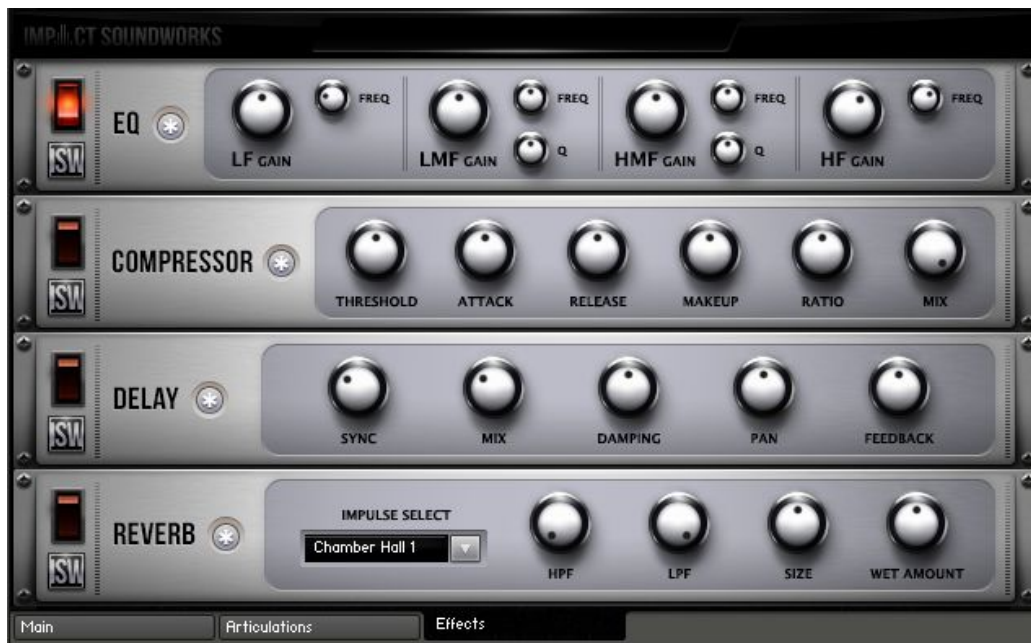 IMPACT SOUNDWORKS
EQ
ISW
LF GAIN
FREQ
LMF GAIN
FREQ
Q
HMF GAIN
FREQ
Q
HF GAIN
FREQ
COMPRESSOR
ISW
THRESHOLD ATTACK RELEASE MAKEUP RATIO MIX
DELAY
ISW
SYNC MIX DAMPING PAN FEEDBACK
REVERB
ISW
IMPULSE SELECT
Chamber Hall 1
HPF LPF SIZE WET AMOUNT
Main Articulations Effects